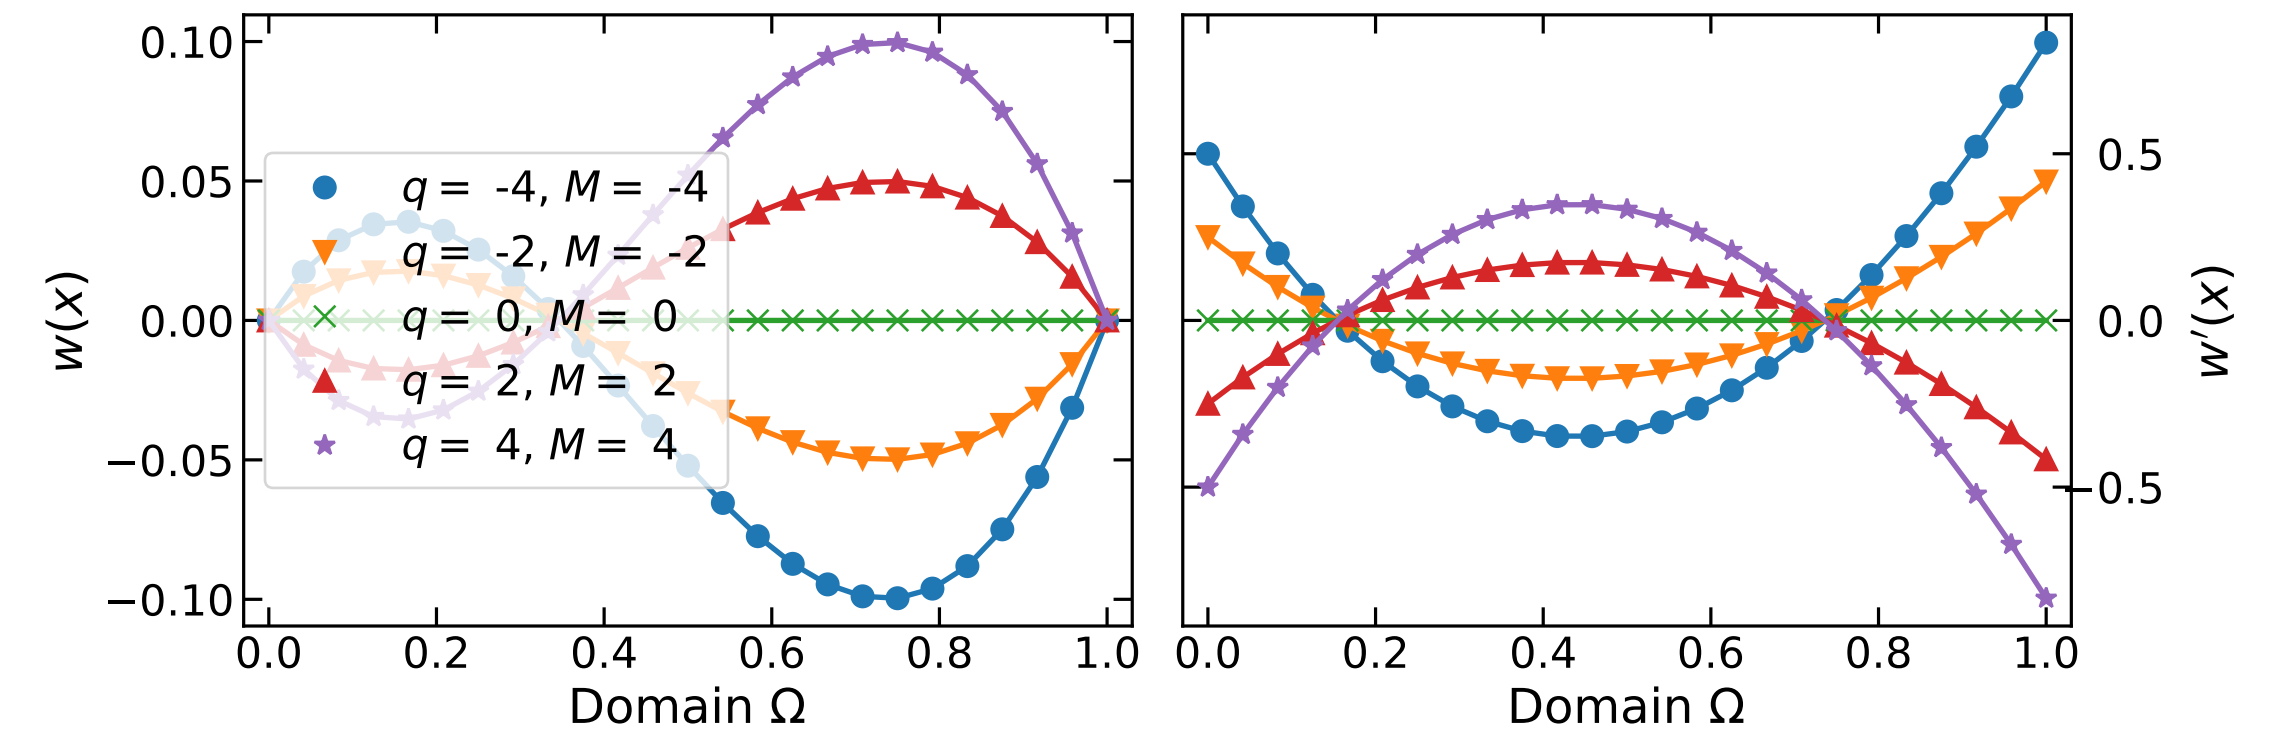 0.10
0.05
0.00
−0.05
−0.10
w(x)
q = -4, M = -4
q = -2, M = -2
q = 0, M = 0
q = 2, M = 2
q = 4, M = 4
0.0 0.2 0.4 0.6 0.8 1.0
Domain Ω
0.5
0.0
−0.5
w′(x)
0.0 0.2 0.4 0.6 0.8 1.0
Domain Ω